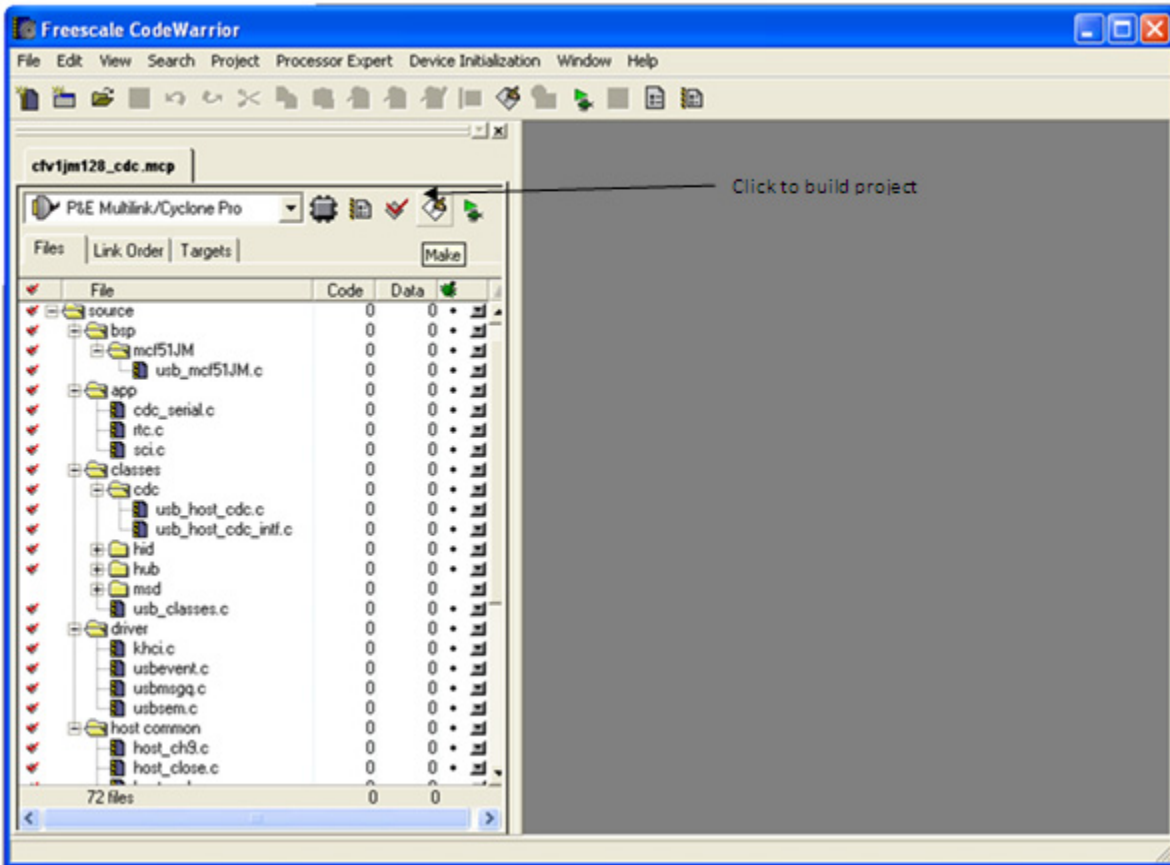 Freescale CodeWarrior
File Edit View Search Project Processor Expert Device Initialization Window Help
cfv1jm128_cdc.mcp
P&E Multilink/Cyclone Pro
Click to build project
Files Link Order Targets
Make
File Code Data
source 0 0
bsp 0 0
mcf51JM 0 0
usb_mcf51JM.c 0 0
app 0 0
cdc_serial.c 0 0
rtc.c 0 0
sci.c 0 0
classes 0 0
cdc 0 0
usb_host_cdc.c 0 0
usb_host_cdc_intf.c 0 0
hid 0 0
hub 0 0
msd 0 0
usb_classes.c 0 0
driver 0 0
khci.c 0 0
usbevent.c 0 0
usbmsgq.c 0 0
usbsem.c 0 0
host common 0 0
host_ch9.c 0 0
host_close.c 0 0
72 files 0 0